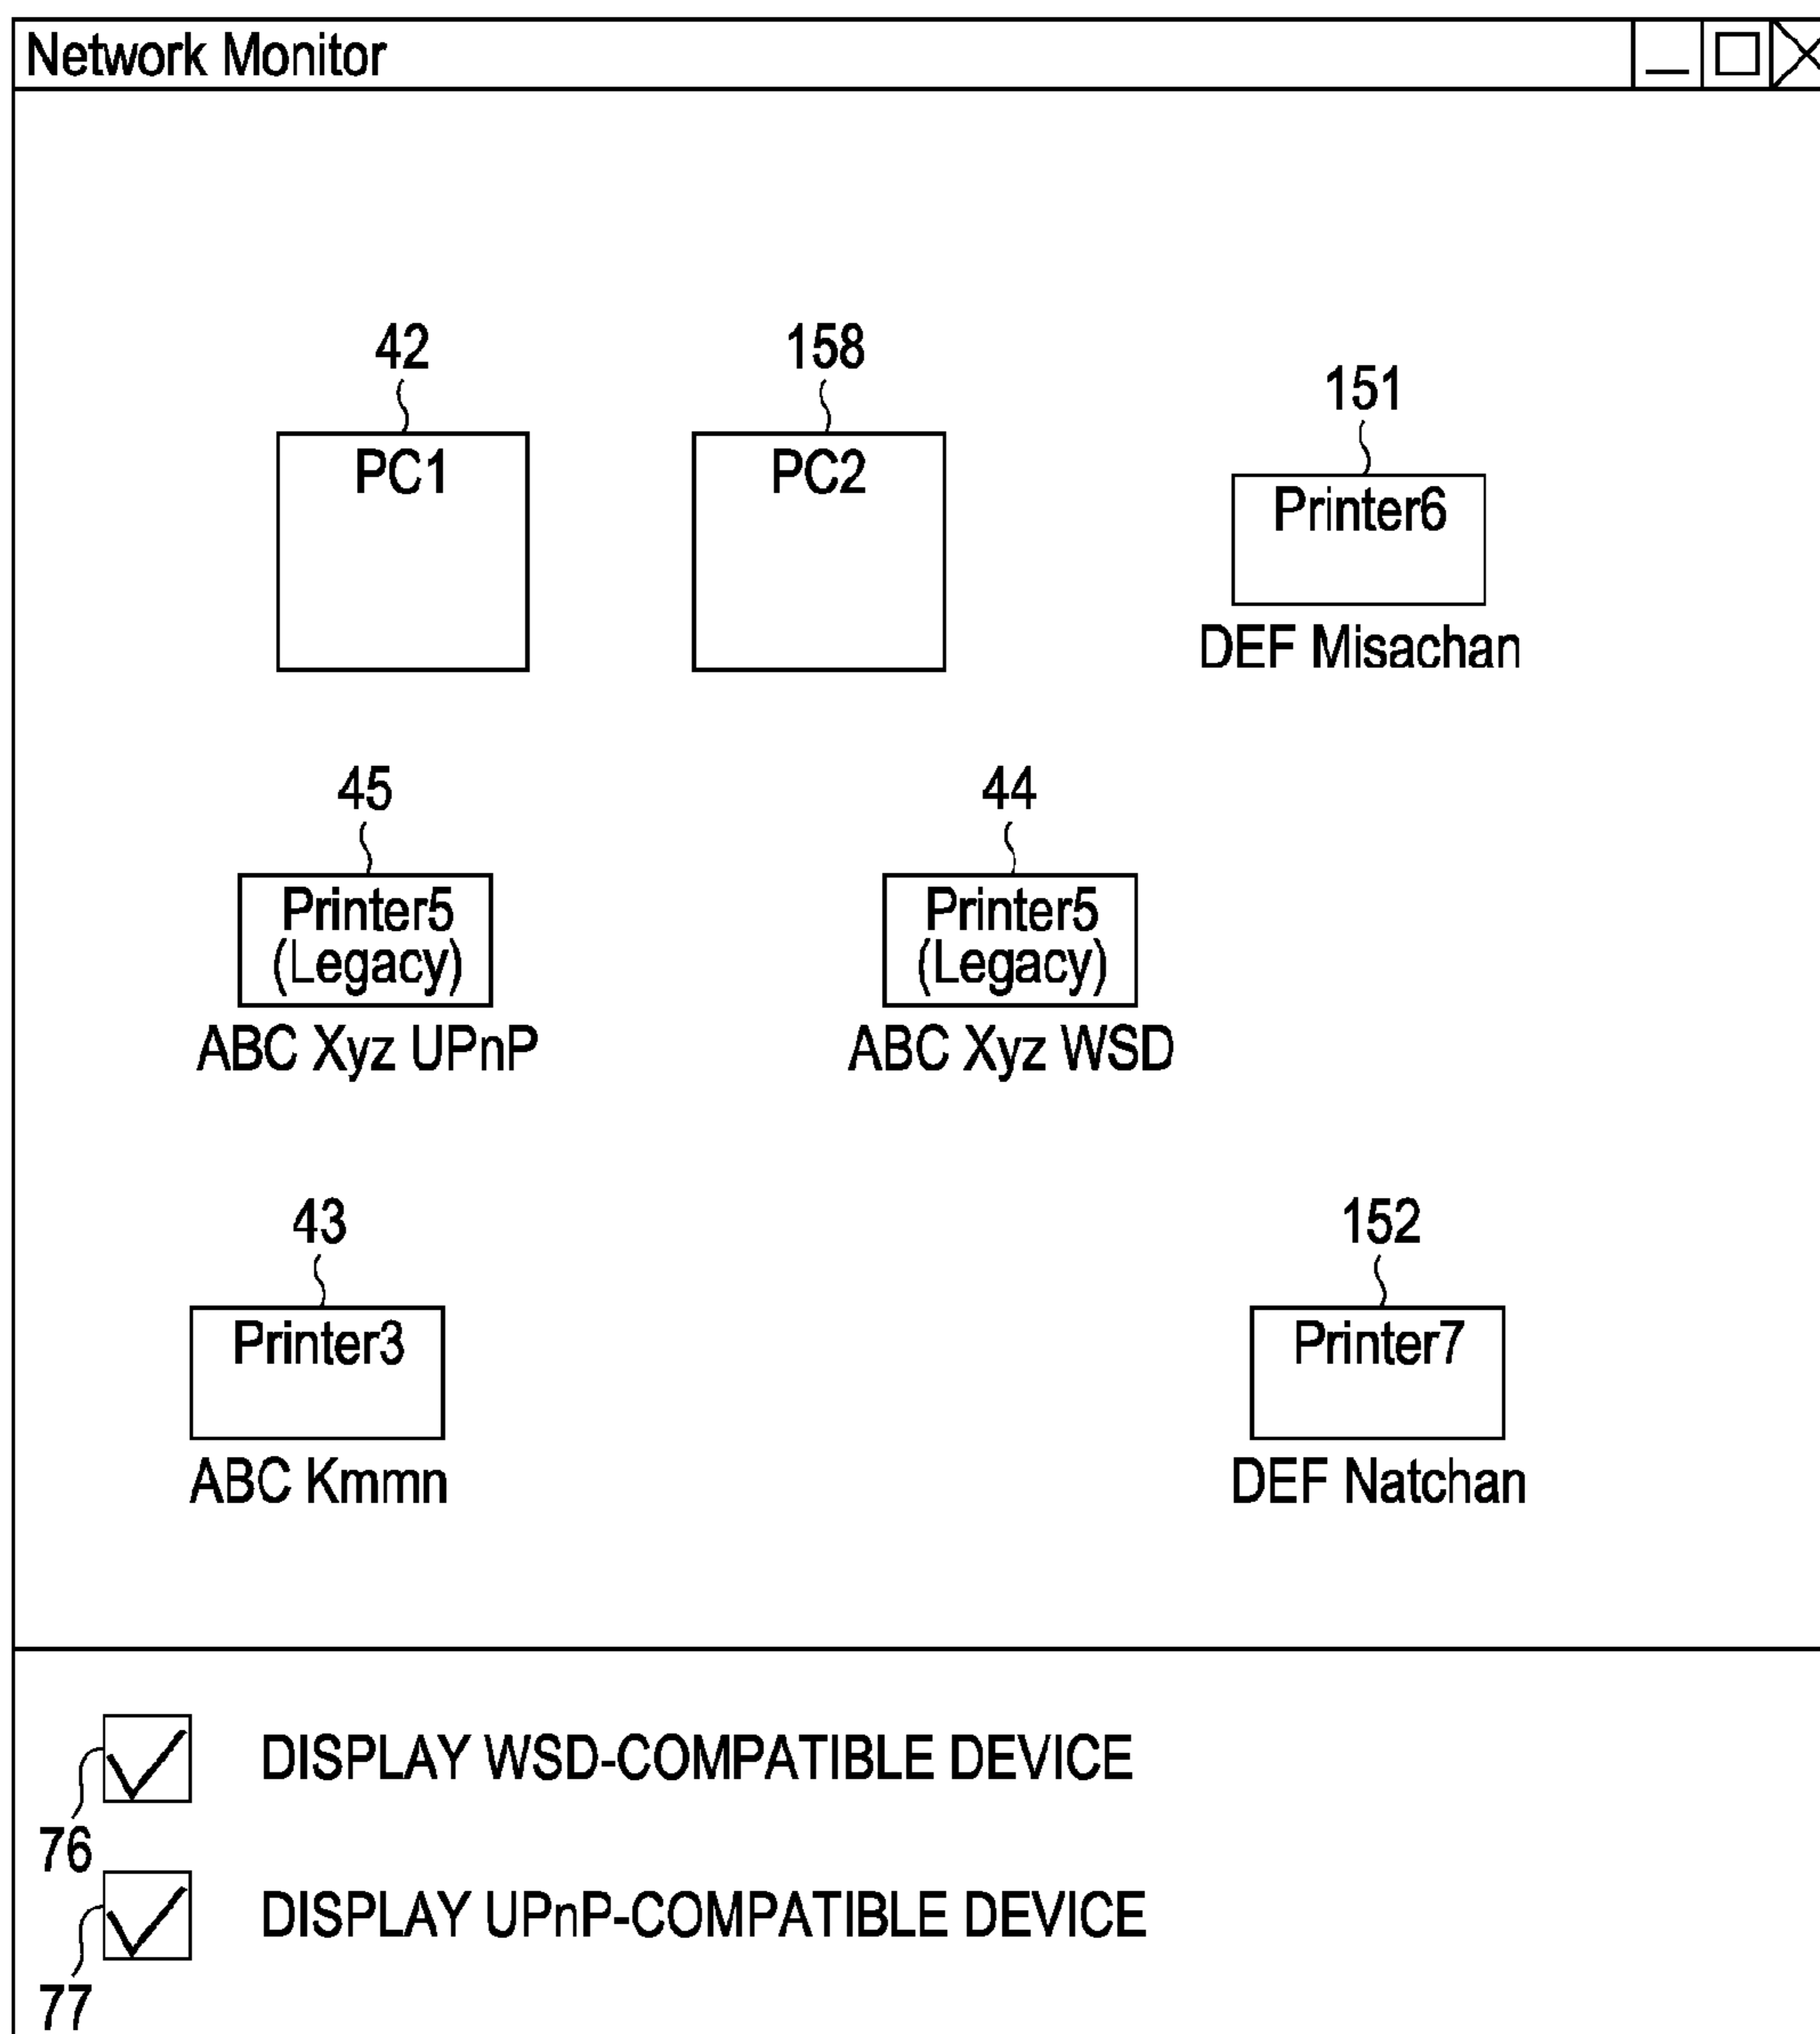 Network Monitor
42
158
151
PC1
PC2
Printer6
DEF Misachan
45
44
Printer5
(Legacy)
ABC Xyz UPnP
Printer5
(Legacy)
ABC Xyz WSD
43
152
Printer3
ABC Kmmn
Printer7
DEF Natchan
DISPLAY WSD-COMPATIBLE DEVICE
76
DISPLAY UPnP-COMPATIBLE DEVICE
77